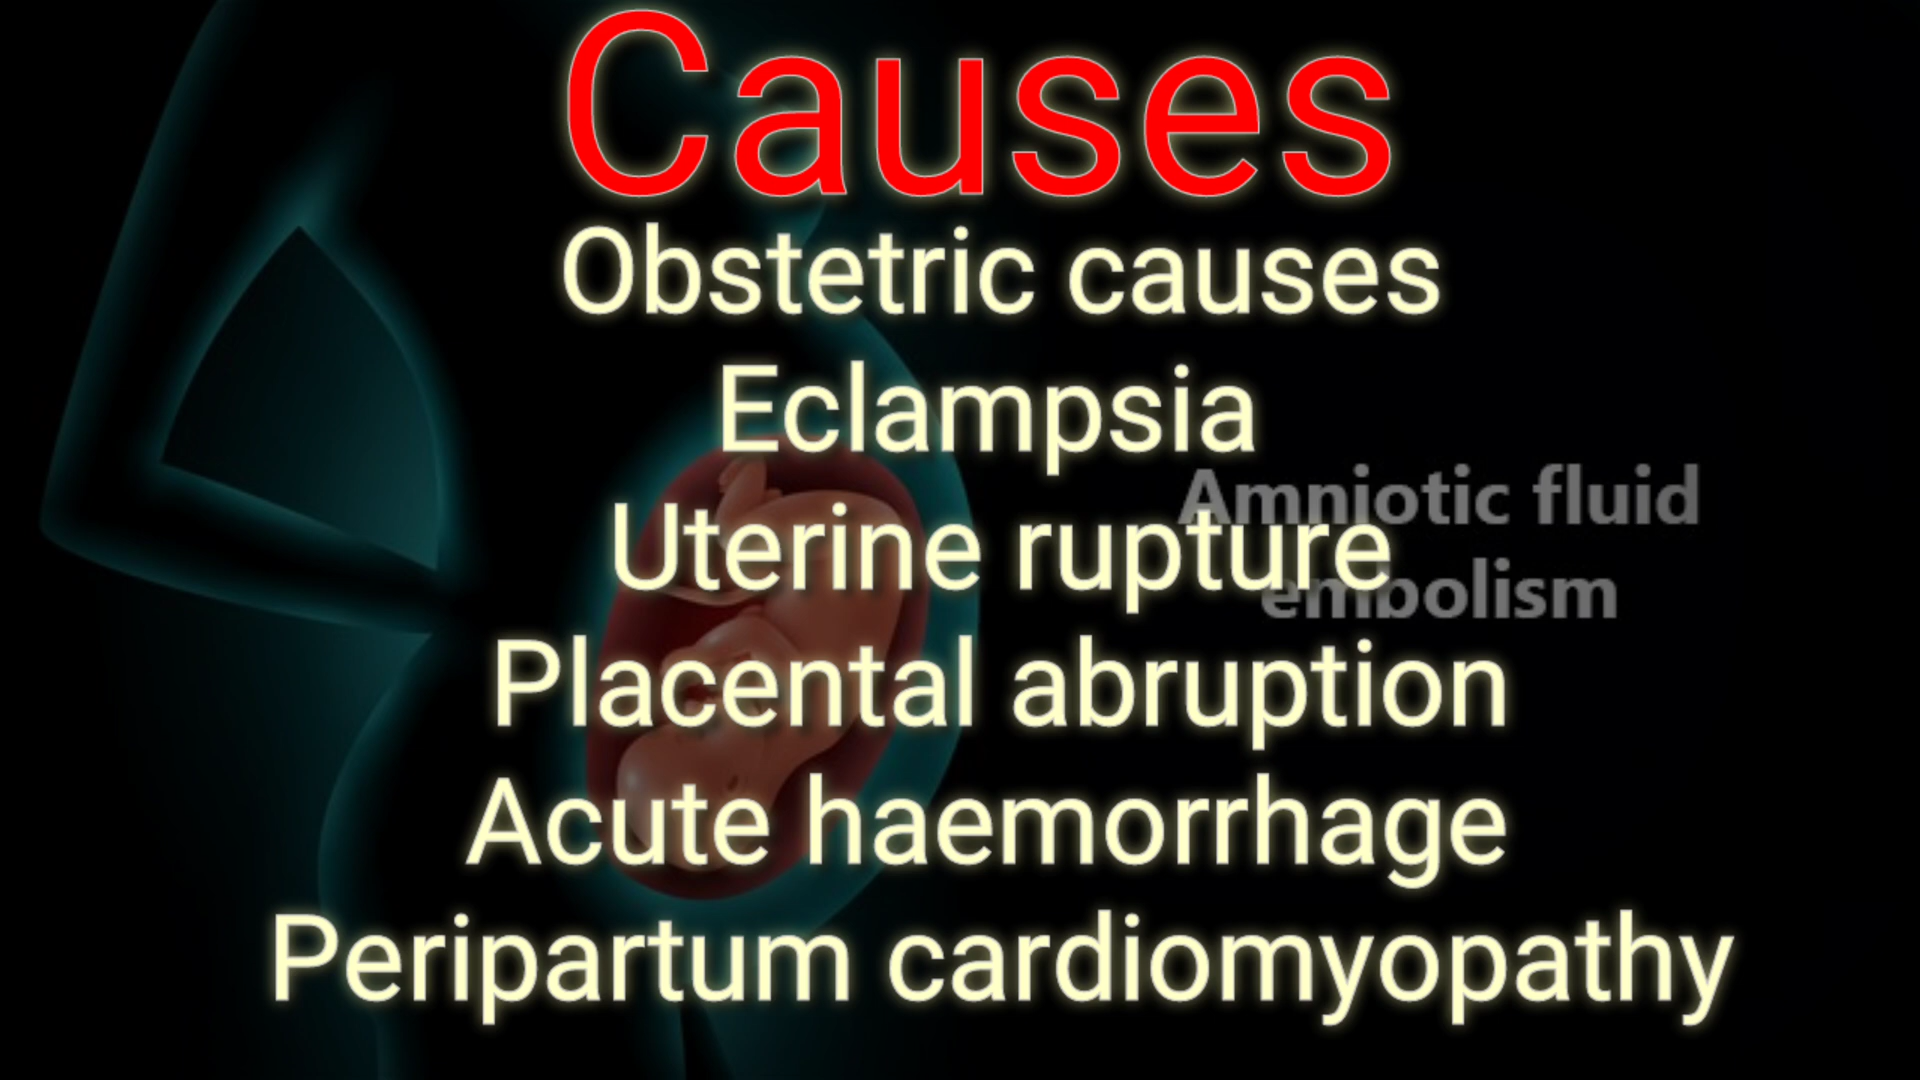 Causes
Obstetric causes
Eclampsia
Amniotic fluid
Uterine rupture
embolism
Placental abruption
Acute haemorrhage
Peripartum cardiomyopathy